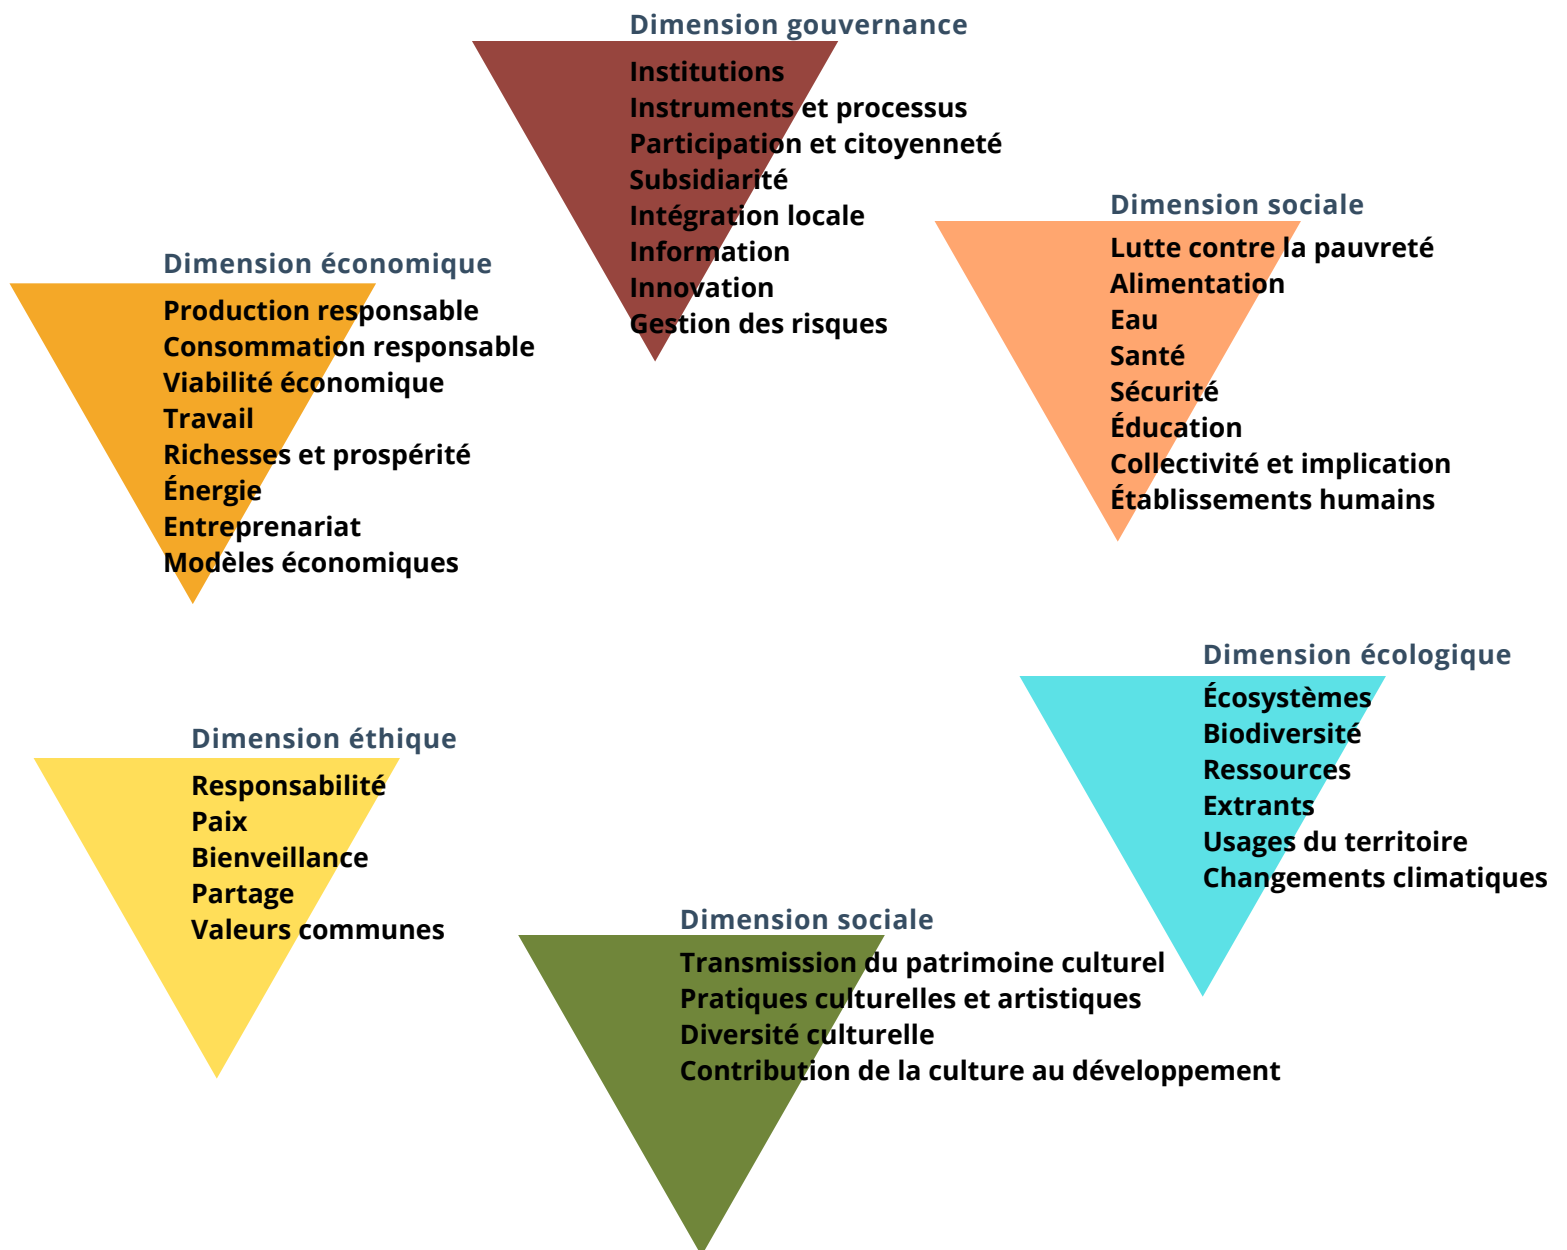 Dimension gouvernance
Institutions
Instruments et processus
Participation et citoyenneté
Subsidiarité
Intégration locale
Information
Innovation
Gestion des risques
Dimension sociale
Lutte contre la pauvreté
Alimentation
Eau
Santé
Sécurité
Éducation
Collectivité et implication
Établissements humains
Dimension économique
Production responsable
Consommation responsable
Viabilité économique
Travail
Richesses et prospérité
Énergie
Entreprenariat
Modèles économiques
Dimension écologique
Écosystèmes
Biodiversité
Ressources
Extrants
Usages du territoire
Changements climatiques
Dimension éthique
Responsabilité
Paix
Bienveillance
Partage
Valeurs communes
Dimension sociale
Transmission du patrimoine culturel
Pratiques culturelles et artistiques
Diversité culturelle
Contribution de la culture au développement